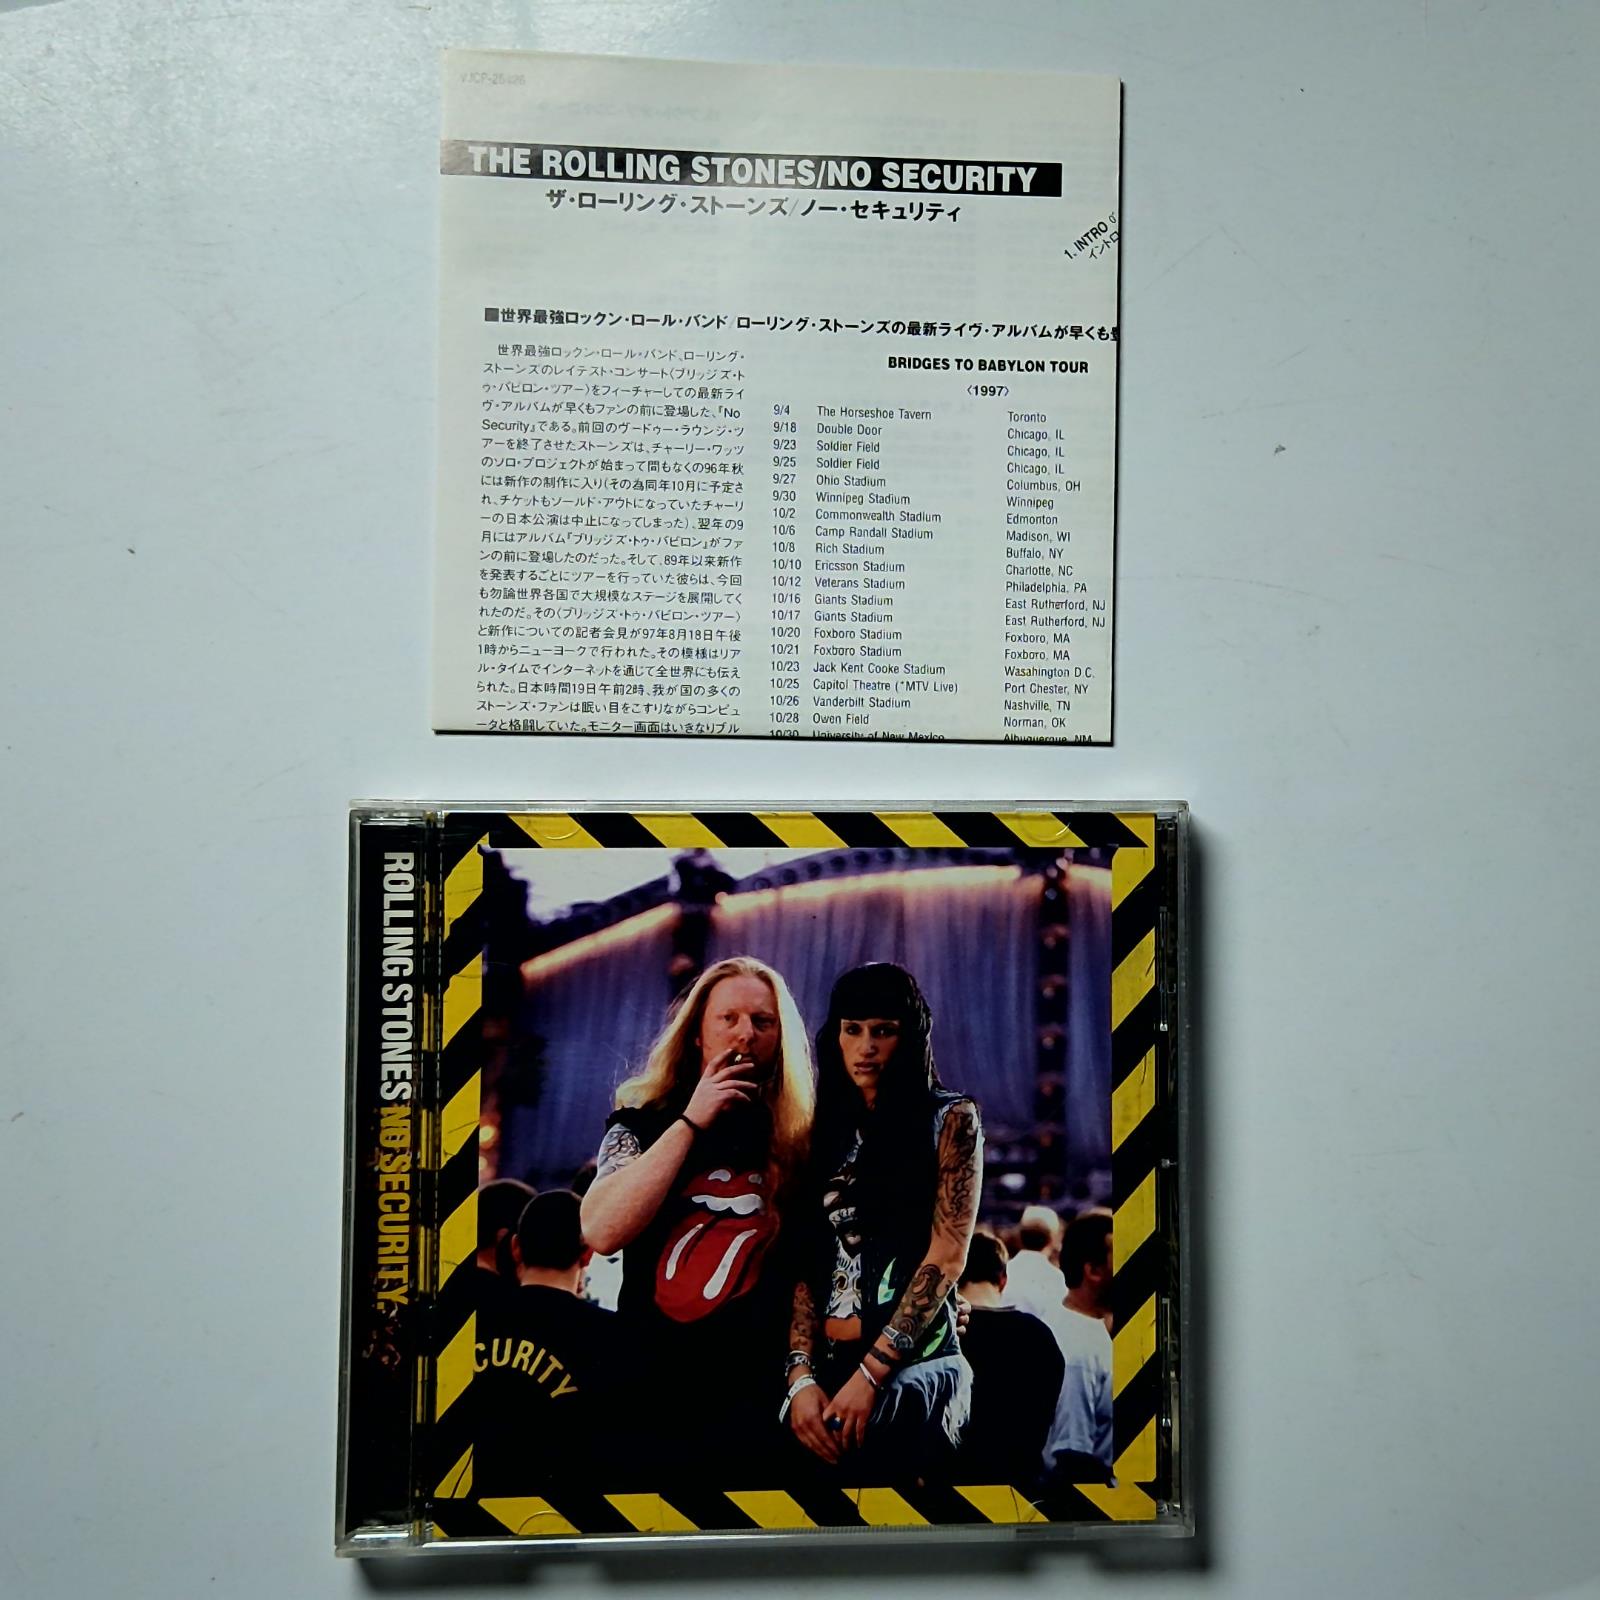 VJCP-25426
THE ROLLING STONES/NO SECURITY
ザ・ローリング・ストーンズ/ノー・セキュリティ
1. INTRO
イントロ
■世界最強ロックン・ロール・バンド/ローリング・ストーンズの最新ライヴ・アルバムが早くも
世界最強ロックン・ロール・バンド、ローリング・
ストーンズのレイテスト・コンサート〈ブリッジズ・ト
ゥ・バビロン・ツアー〉をフィーチャーしての最新ライ
ヴ・アルバムが早くもファンの前に登場した、『No
Security』である。前回のヴードゥー・ラウンジ・ツ
アーを終了させたストーンズは、チャーリー・ワッツ
のソロ・プロジェクトが始まって間もなくの96年秋
には新作の制作に入り(その為同年10月に予定さ
れ、チケットもソールド・アウトになっていたチャーリ
ーの日本公演は中止になってしまった)、翌年の9
月にはアルバム『ブリッジズ・トゥ・バビロン』がファ
ンの前に登場したのだった。そして、89年以来新作
を発表するごとにツアーを行っていた彼らは、今回
も勿論世界各国で大規模なステージを展開してく
れたのだ。その〈ブリッジズ・トゥ・バビロン・ツアー〉
と新作についての記者会見が97年8月18日午後
1時からニューヨークで行われた。その模様はリア
ル・タイムでインターネットを通じて全世界にも伝え
られた。日本時間19日午前2時、我が国の多くの
ストーンズ・ファンは眠い目をこすりながらコンピュ
ータと格闘していた。モニター画面はいきなりブル
BRIDGES TO BABYLON TOUR
〈1997〉
9/4 The Horseshoe Tavern Toronto
9/18 Double Door Chicago, IL
9/23 Soldier Field Chicago, IL
9/25 Soldier Field Chicago, IL
9/27 Ohio Stadium Columbus, OH
9/30 Winnipeg Stadium Winnipeg
10/2 Commonwealth Stadium Edmonton
10/6 Camp Randall Stadium Madison, WI
10/8 Rich Stadium Buffalo, NY
10/10 Ericsson Stadium Charlotte, NC
10/12 Veterans Stadium Philadelphia, PA
10/16 Giants Stadium East Rutherford, NJ
10/17 Giants Stadium East Rutherford, NJ
10/20 Foxboro Stadium Foxboro, MA
10/21 Foxboro Stadium Foxboro, MA
10/23 Jack Kent Cooke Stadium Wasahington D.C.
10/25 Capitol Theatre (*MTV Live) Port Chester, NY
10/26 Vanderbilt Stadium Nashville, TN
10/28 Owen Field Norman, OK
10/30 University of New Mexico Albuquerque, NM
ROLLING STONES NO SECURITY.
CURITY